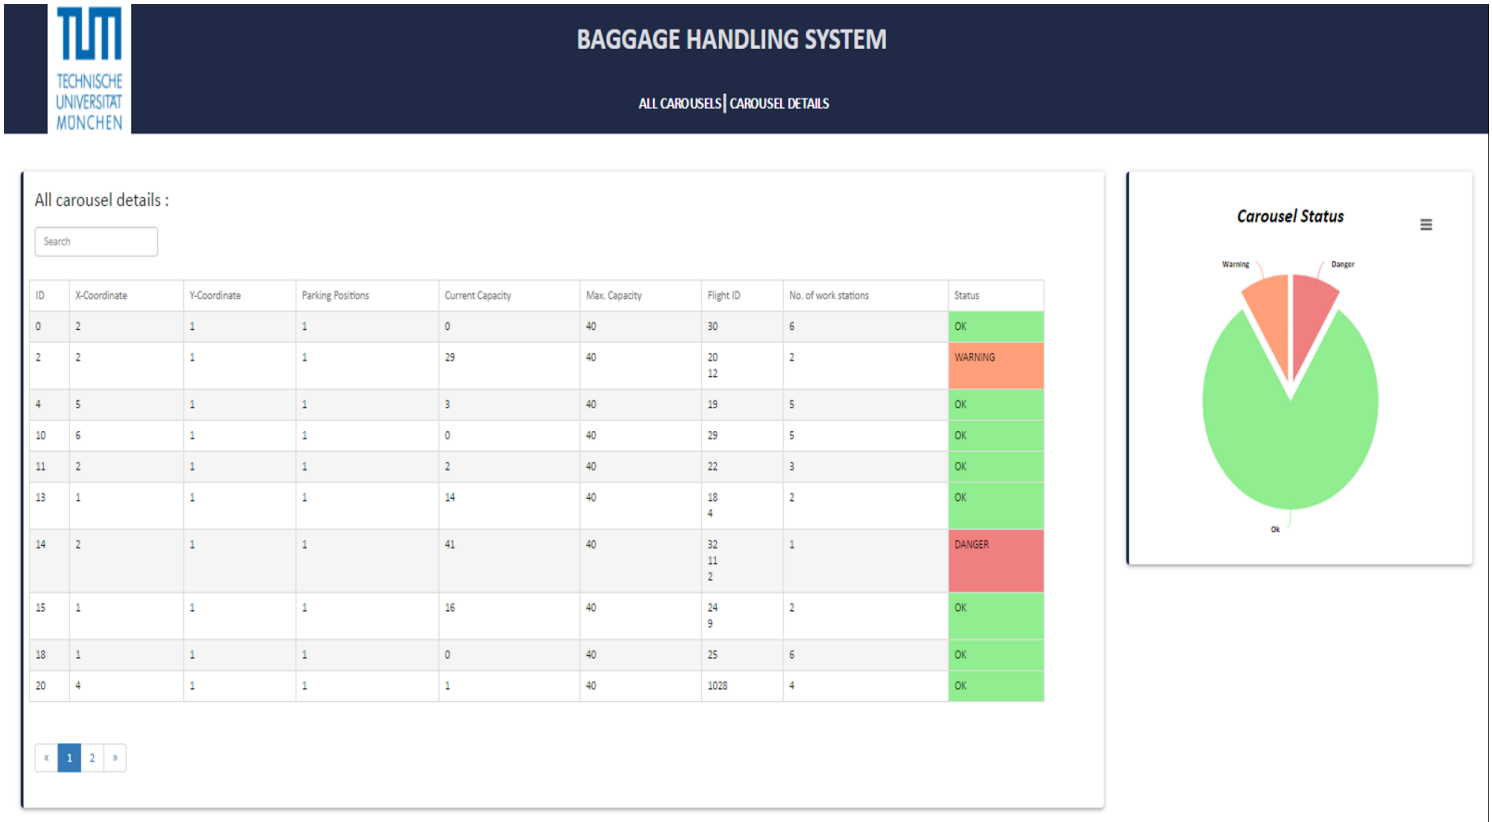 TUM
TECHNISCHE
UNIVERSITÄT
MÜNCHEN
BAGGAGE HANDLING SYSTEM
ALL CAROUSELS| CAROUSEL DETAILS
All carousel details :
Search
ID X-Coordinate Y-Coordinate Parking Positions Current Capacity Max. Capacity Flight ID No. of work stations Status
0 2 1 1 0 40 30 6 OK
2 2 1 1 29 40 20 2 WARNING
12
4 5 1 1 3 40 19 5 OK
10 6 1 1 0 40 29 5 OK
11 2 1 1 2 40 22 3 OK
13 1 1 1 14 40 18 2 OK
4
14 2 1 1 41 40 32 1 DANGER
11
2
15 1 1 1 16 40 24 2 OK
9
18 1 1 1 0 40 25 6 OK
20 4 1 1 1 40 1028 4 OK
« 1 2 »
Carousel Status
Warning Danger
Ok